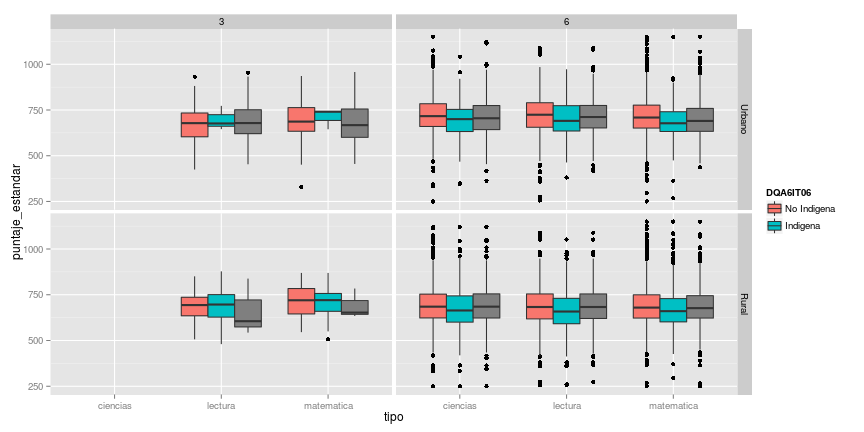 3
6
1000
750
500
250
Urbano
1000
750
500
250
Rural
puntaje_estandar
ciencias
lectura
matematica
ciencias
lectura
matematica
tipo
DQA6IT06
No Indigena
Indigena